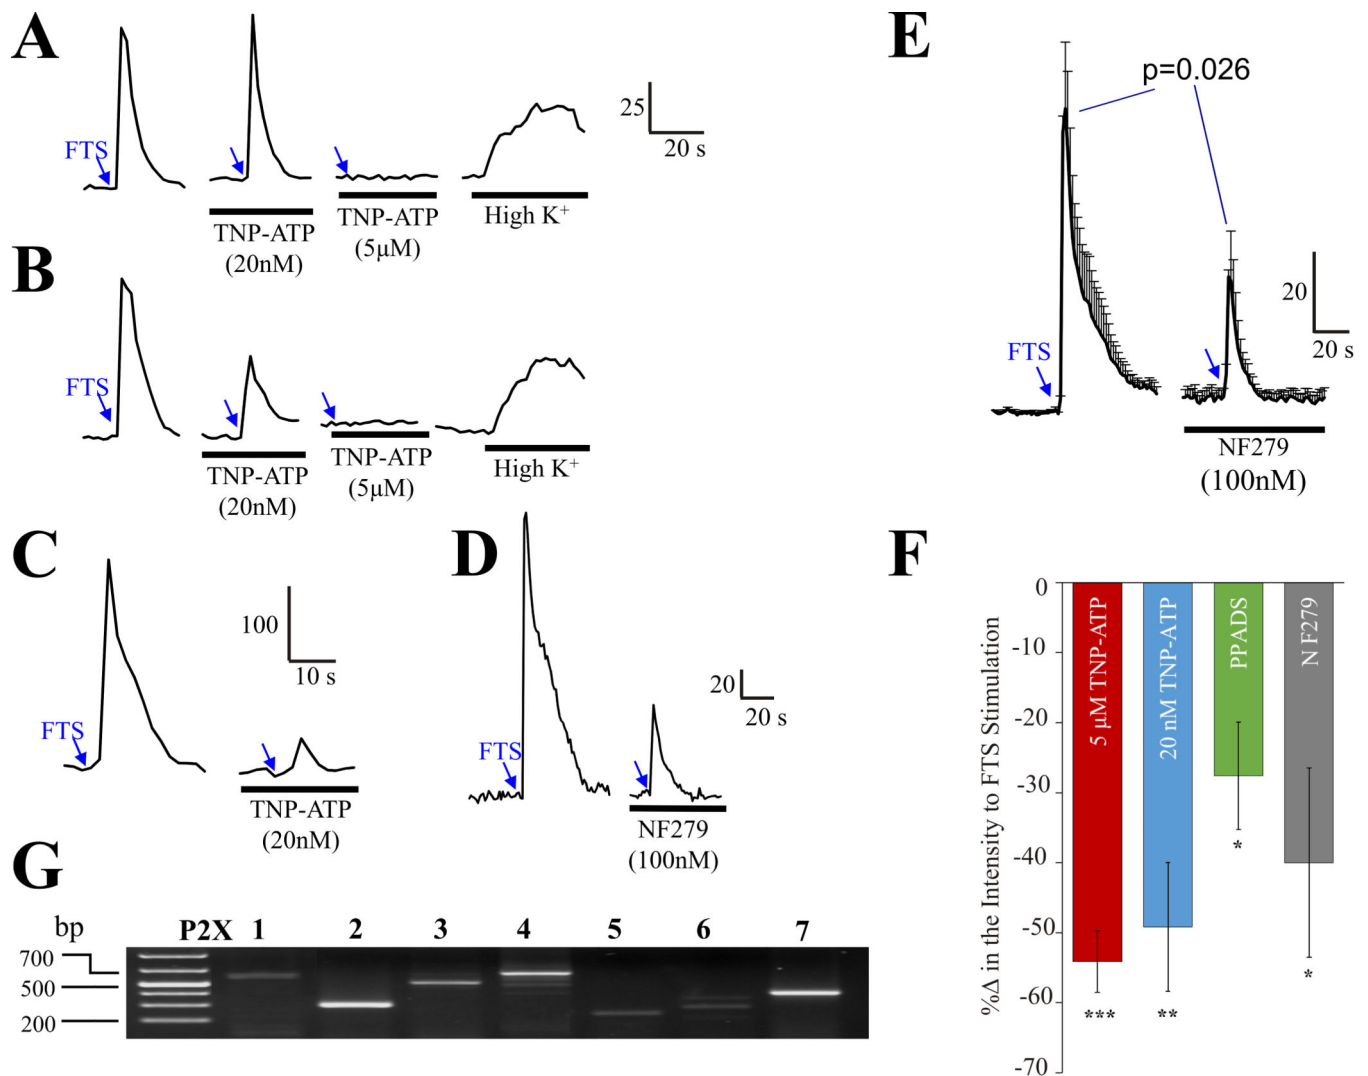 A
FTS
TNP-ATP
(20nM)
TNP-ATP
(5μM)
High K⁺
25
20 s
B
FTS
TNP-ATP
(20nM)
TNP-ATP
(5μM)
High K⁺
C
FTS
TNP-ATP
(20nM)
100
10 s
D
FTS
NF279
(100nM)
20
20 s
E
p=0.026
FTS
NF279
(100nM)
20
20 s
F
%Δ in the Intensity to FTS Stimulation
0
-10
-20
-30
-40
-50
-60
-70
5 μM TNP-ATP
20 nM TNP-ATP
PPADS
NF279
***
**
*
*
G
bp
P2X 1 2 3 4 5 6 7
700
500
200